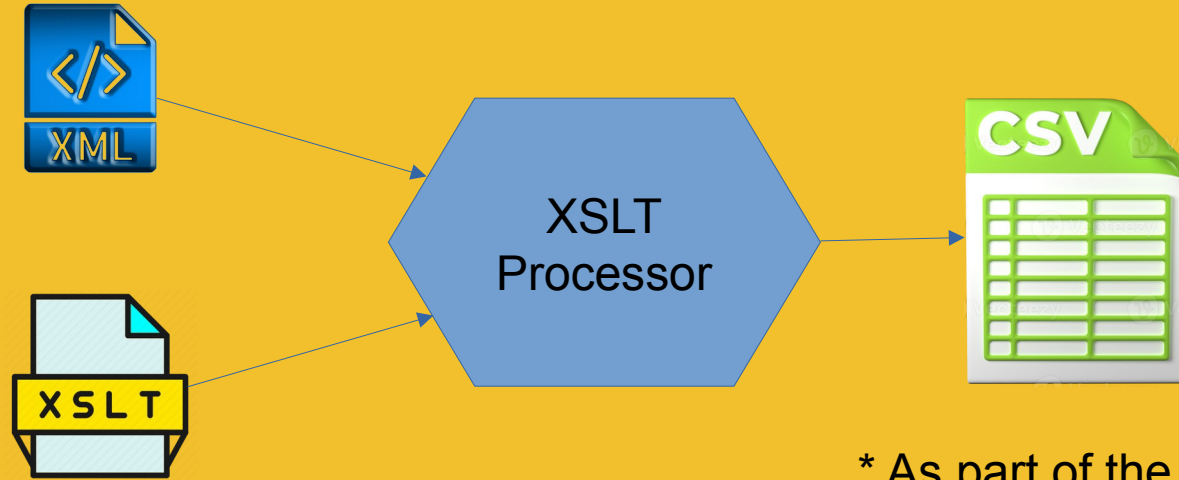 </>
XML
XSLT
XSLT
Processor
CSV
* As part of the